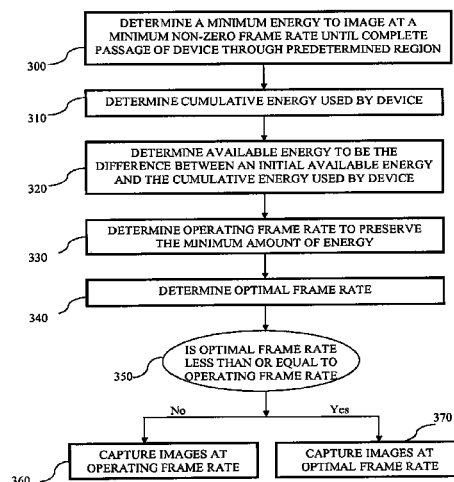 DETERMINE A MINIMUM ENERGY TO IMAGE AT A
MINIMUM NON-ZERO FRAME RATE UNTIL COMPLETE
PASSAGE OF DEVICE THROUGH PREDETERMINED REGION
300
DETERMINE CUMULATIVE ENERGY USED BY DEVICE
310
DETERMINE AVAILABLE ENERGY TO BE THE
DIFFERENCE BETWEEN AN INITIAL AVAILABLE ENERGY
AND THE CUMULATIVE ENERGY USED BY DEVICE
320
DETERMINE OPERATING FRAME RATE TO PRESERVE
THE MINIMUM AMOUNT OF ENERGY
330
DETERMINE OPTIMAL FRAME RATE
340
IS OPTIMAL FRAME RATE
LESS THAN OR EQUAL TO
OPERATING FRAME RATE
350
No
Yes
370
CAPTURE IMAGES AT
OPERATING FRAME RATE
360
CAPTURE IMAGES AT
OPTIMAL FRAME RATE